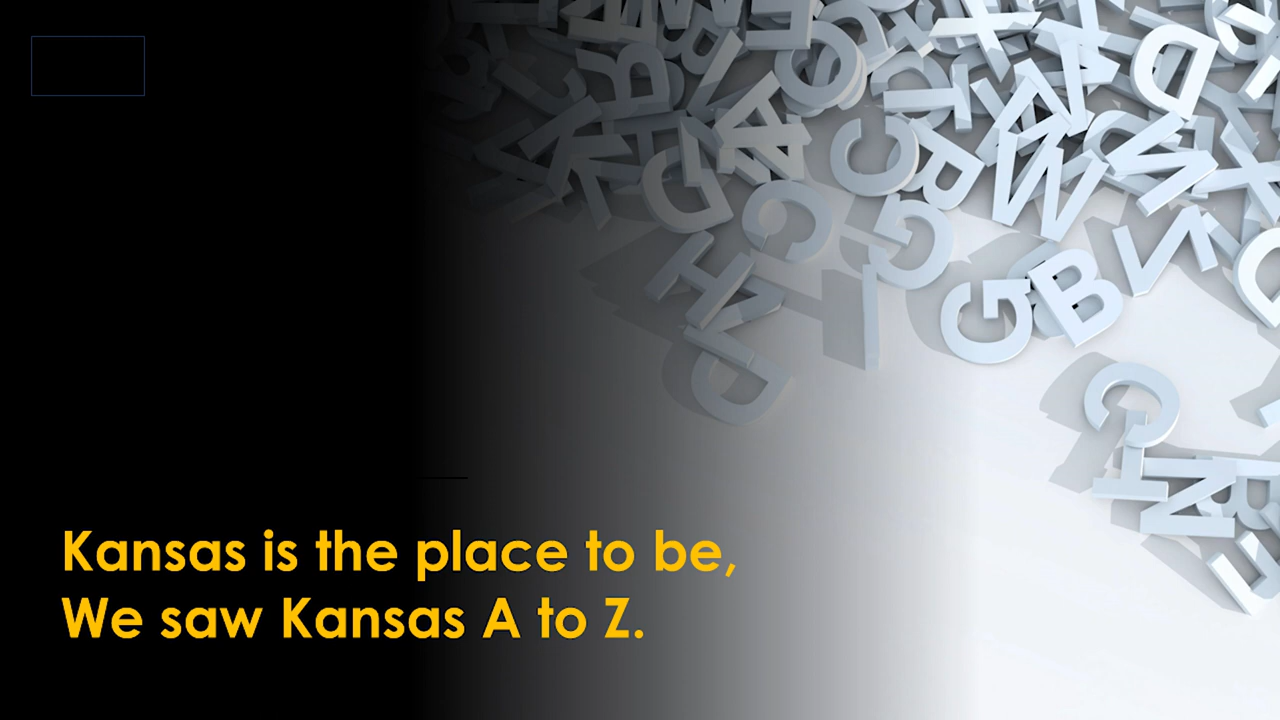 Kansas is the place to be,
We saw Kansas A to Z.